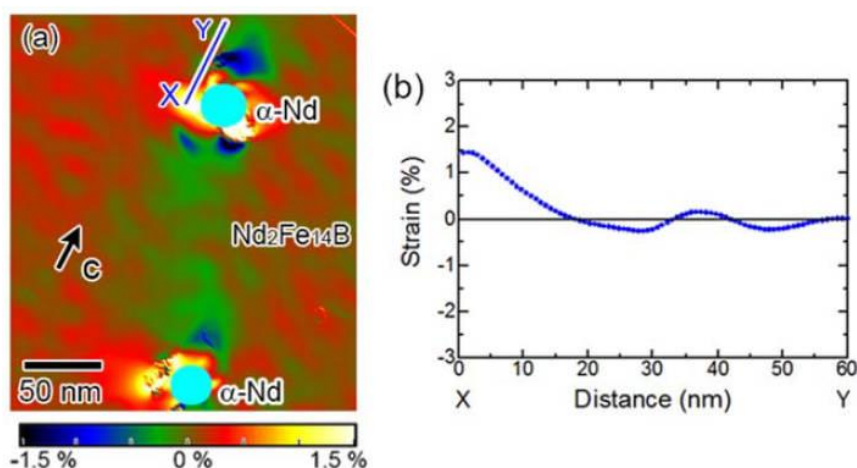 (a)
Y
X
α-Nd
Nd₂Fe₁₄B
C
50 nm
α-Nd
-1.5 % 0 % 1.5 %
(b)
Strain (%)
3
2
1
0
-1
-2
-3
0 10 20 30 40 50 60
X Distance (nm) Y